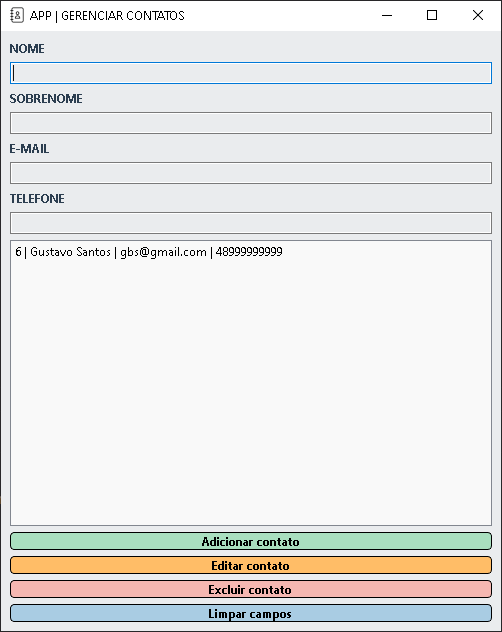 APP | GERENCIAR CONTATOS
NOME
SOBRENOME
E-MAIL
TELEFONE
6 | Gustavo Santos | gbs@gmail.com | 48999999999
Adicionar contato
Editar contato
Excluir contato
Limpar campos